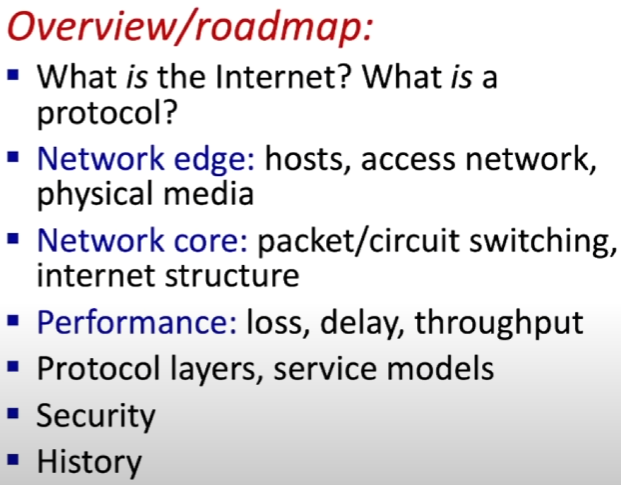 Overview/roadmap:
▪ What is the Internet? What is a
protocol?
▪ Network edge: hosts, access network,
physical media
▪ Network core: packet/circuit switching,
internet structure
▪ Performance: loss, delay, throughput
▪ Protocol layers, service models
▪ Security
▪ History